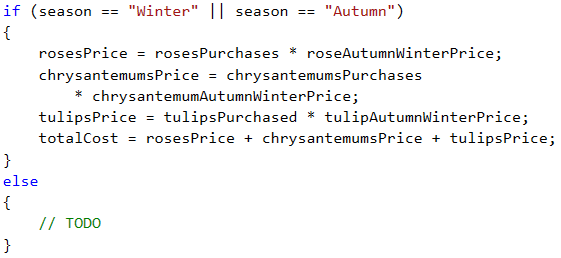 if (season == "Winter" || season == "Autumn")
{
    rosesPrice = rosesPurchases * roseAutumnWinterPrice;
    chrysantemumsPrice = chrysantemumsPurchases
        * chrysantemumAutumnWinterPrice;
    tulipsPrice = tulipsPurchased * tulipAutumnWinterPrice;
    totalCost = rosesPrice + chrysantemumsPrice + tulipsPrice;
}
else
{
    // TODO
}